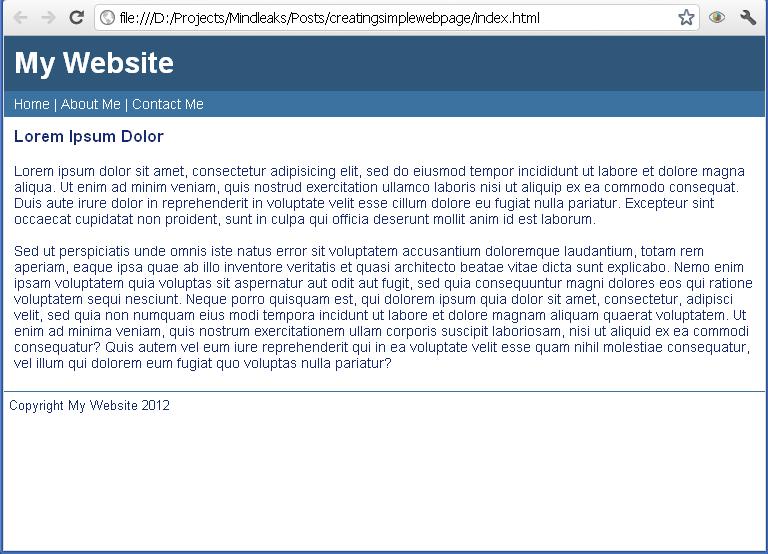 file:///D:/Projects/Mindleaks/Posts/creatingsimplewebpage/index.html
My Website
Home | About Me | Contact Me
Lorem Ipsum Dolor
Lorem ipsum dolor sit amet, consectetur adipisicing elit, sed do eiusmod tempor incididunt ut labore et dolore magna
aliqua. Ut enim ad minim veniam, quis nostrud exercitation ullamco laboris nisi ut aliquip ex ea commodo consequat.
Duis aute irure dolor in reprehenderit in voluptate velit esse cillum dolore eu fugiat nulla pariatur. Excepteur sint
occaecat cupidatat non proident, sunt in culpa qui officia deserunt mollit anim id est laborum.
Sed ut perspiciatis unde omnis iste natus error sit voluptatem accusantium doloremque laudantium, totam rem
aperiam, eaque ipsa quae ab illo inventore veritatis et quasi architecto beatae vitae dicta sunt explicabo. Nemo enim
ipsam voluptatem quia voluptas sit aspernatur aut odit aut fugit, sed quia consequuntur magni dolores eos qui ratione
voluptatem sequi nesciunt. Neque porro quisquam est, qui dolorem ipsum quia dolor sit amet, consectetur, adipisci
velit, sed quia non numquam eius modi tempora incidunt ut labore et dolore magnam aliquam quaerat voluptatem. Ut
enim ad minima veniam, quis nostrum exercitationem ullam corporis suscipit laboriosam, nisi ut aliquid ex ea commodi
consequatur? Quis autem vel eum iure reprehenderit qui in ea voluptate velit esse quam nihil molestiae consequatur,
vel illum qui dolorem eum fugiat quo voluptas nulla pariatur?
Copyright My Website 2012